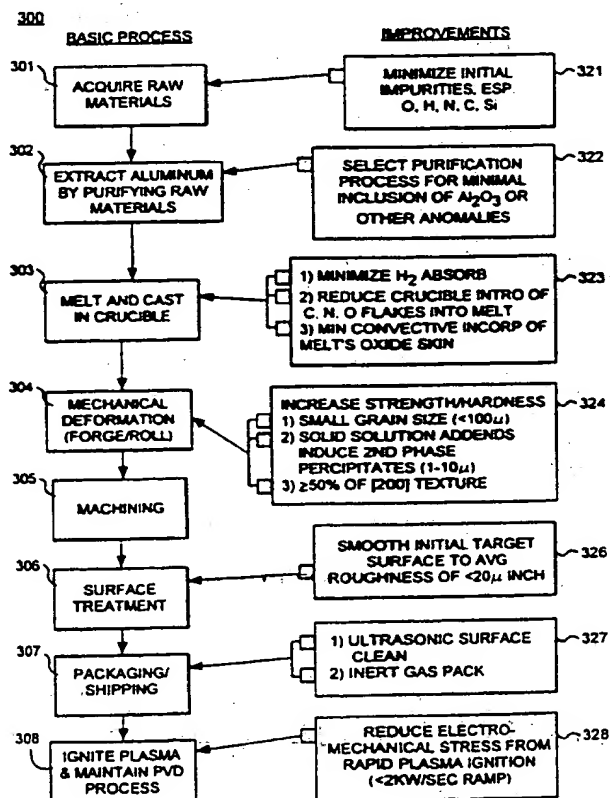 300
BASIC PROCESS
IMPROVEMENTS
301
ACQUIRE RAW
MATERIALS
321
MINIMIZE INITIAL
IMPURITIES, ESP
O, H, N, C, Si
302
EXTRACT ALUMINUM
BY PURIFYING RAW
MATERIALS
322
SELECT PURIFICATION
PROCESS FOR MINIMAL
INCLUSION OF Al₂O₃ OR
OTHER ANOMALIES
303
MELT AND CAST
IN CRUCIBLE
323
1) MINIMIZE H₂ ABSORB
2) REDUCE CRUCIBLE INTRO OF
C, N, O FLAKES INTO MELT
3) MIN CONVECTIVE INCORP OF
MELT'S OXIDE SKIN
304
MECHANICAL
DEFORMATION
(FORGE/ROLL)
324
INCREASE STRENGTH/HARDNESS
1) SMALL GRAIN SIZE (<100μ)
2) SOLID SOLUTION ADDENDS
INDUCE 2ND PHASE
PERCIPITATES (1-10μ)
3) ≥50% OF [200] TEXTURE
305
MACHINING
306
SURFACE
TREATMENT
326
SMOOTH INITIAL TARGET
SURFACE TO AVG
ROUGHNESS OF <20μ INCH
307
PACKAGING/
SHIPPING
327
1) ULTRASONIC SURFACE
CLEAN
2) INERT GAS PACK
308
IGNITE PLASMA
& MAINTAIN PVD
PROCESS
328
REDUCE ELECTRO-
MECHANICAL STRESS FROM
RAPID PLASMA IGNITION
(<2KW/SEC RAMP)